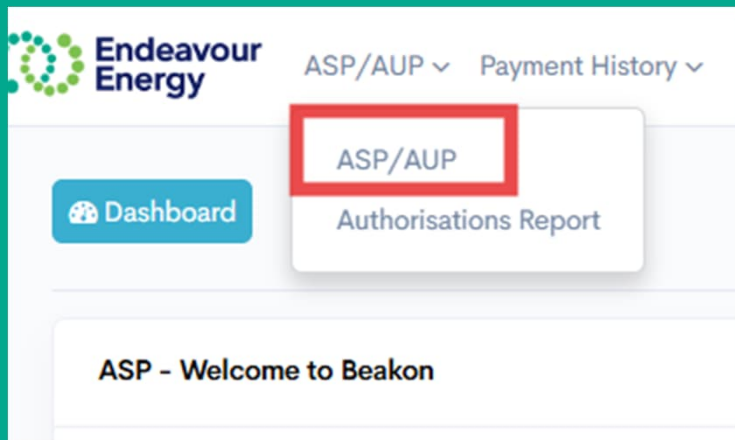 Endeavour
Energy
ASP/AUP
Payment History
ASP/AUP
Authorisations Report
Dashboard
ASP - Welcome to Beakon